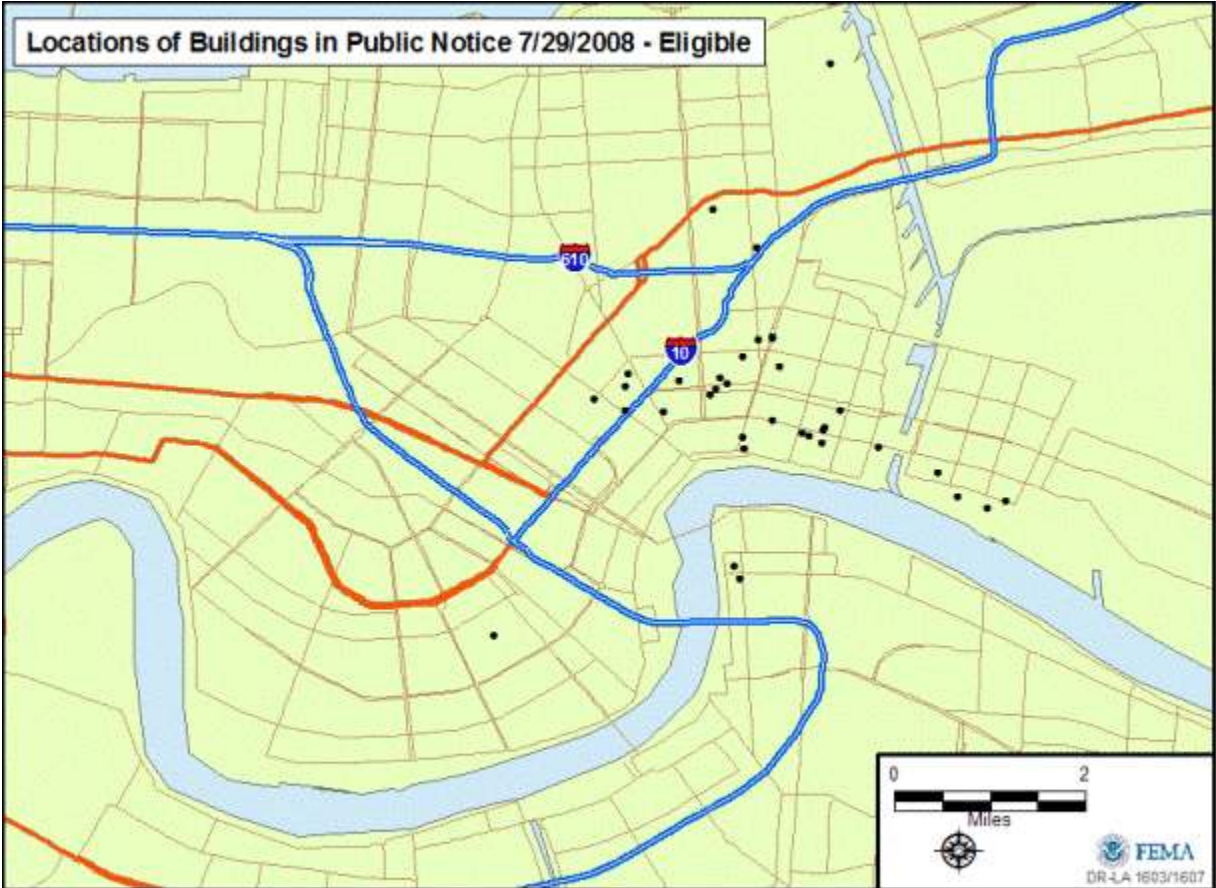 Locations of Buildings in Public Notice 7/29/2008 - Eligible
610
10
0 2
Miles
FEMA
DR-LA 1603/1607